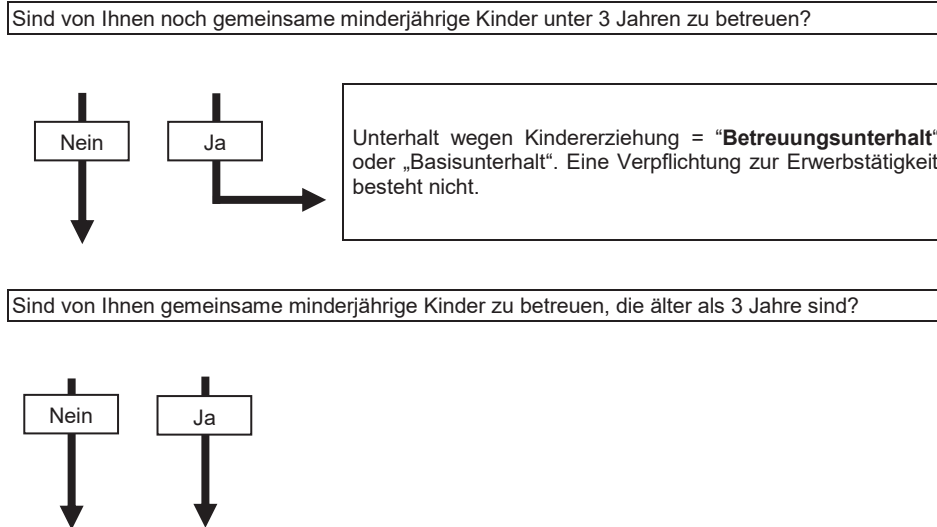 Sind von Ihnen noch gemeinsame minderjährige Kinder unter 3 Jahren zu betreuen?
Nein
Ja
Unterhalt wegen Kindererziehung = “Betreuungsunterhalt“
oder „Basisunterhalt“. Eine Verpflichtung zur Erwerbstätigkeit
besteht nicht.
Sind von Ihnen gemeinsame minderjährige Kinder zu betreuen, die älter als 3 Jahre sind?
Nein
Ja